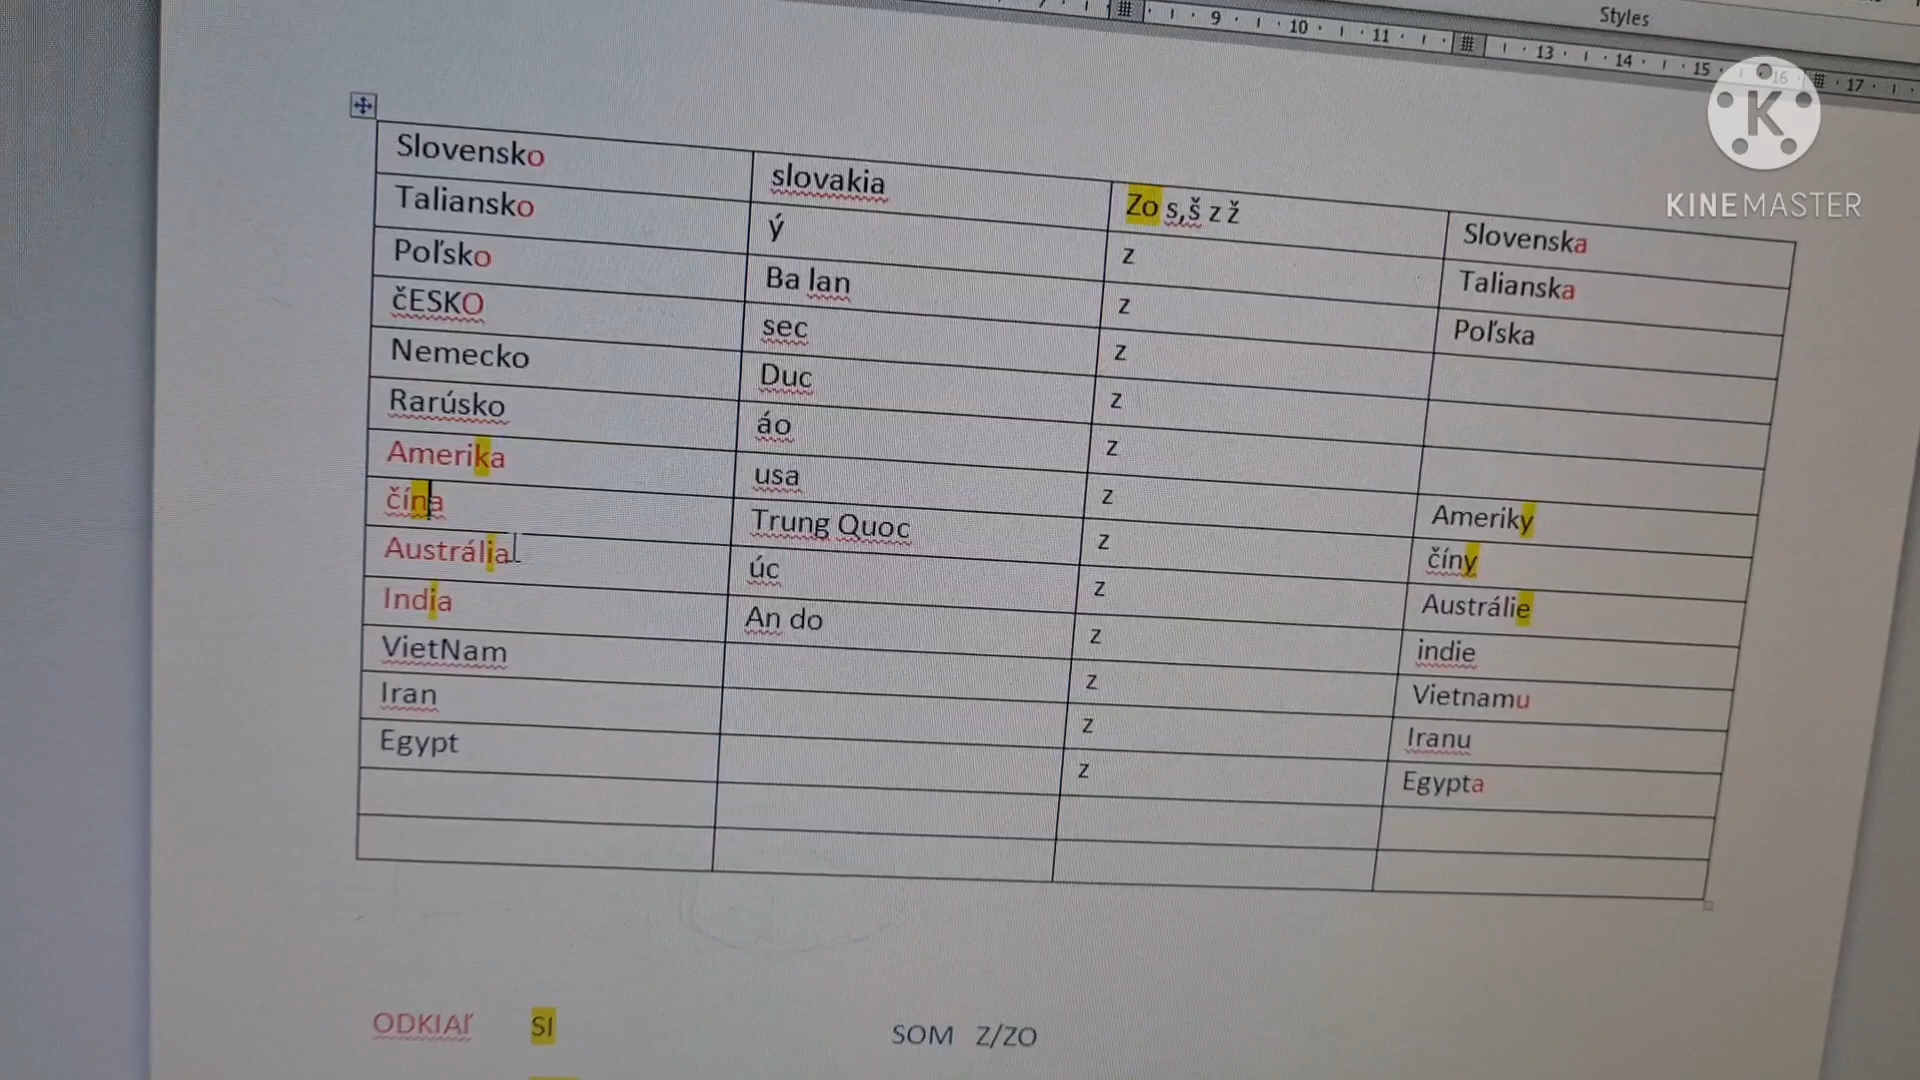 Styles
9 10 11 13 14 15 16 17
KINEMASTER
Slovensko slovakia Zo s,š z ž Slovenska
Taliansko ý z Talianska
Poľsko Ba lan z Poľska
čESKO sec z
Nemecko Duc z
Rarúsko áo z
Amerika usa z Ameriky
čína Trung Quoc z číny
Austrália úc z Austrálie
India An do z indie
VietNam z Vietnamu
Iran z Iranu
Egypt z Egypta
ODKIAľ SI SOM Z/ZO